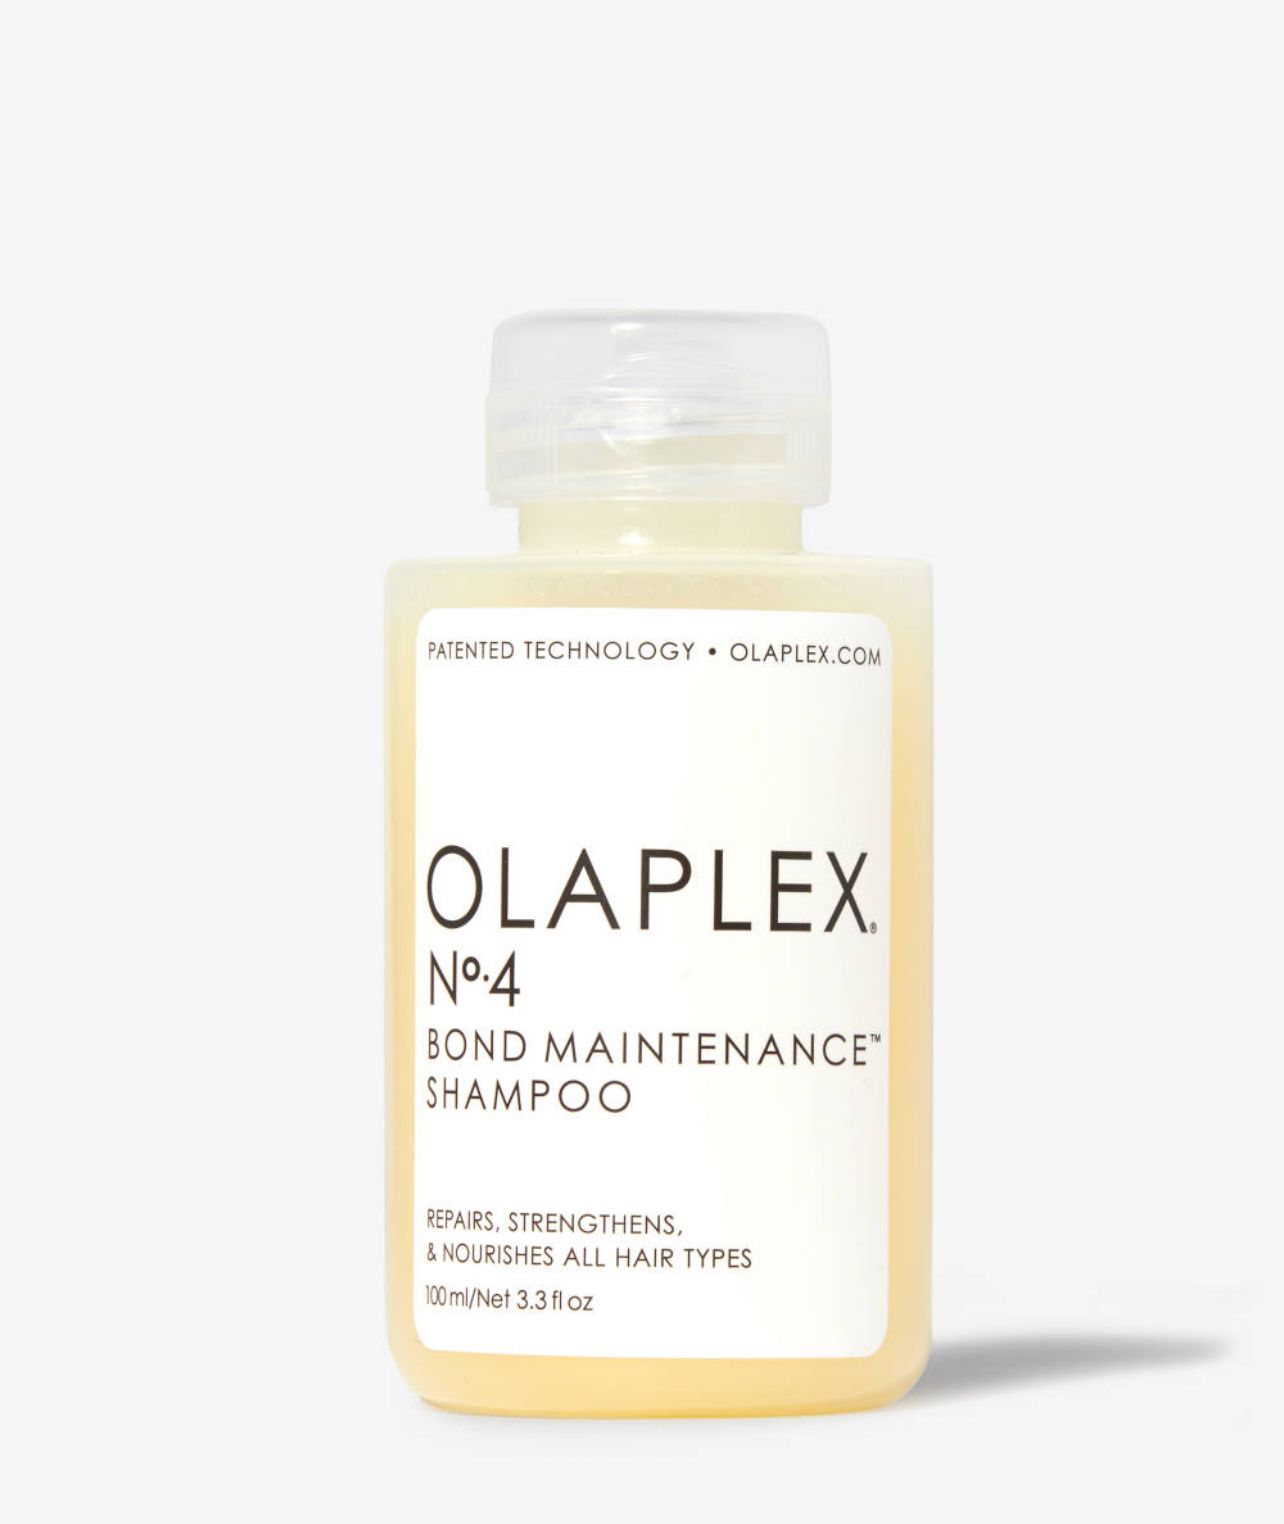 PATENTED TECHNOLOGY • OLAPLEX.COM
OLAPLEX®
Nº.4
BOND MAINTENANCE™
SHAMPOO
REPAIRS, STRENGTHENS,
& NOURISHES ALL HAIR TYPES
100 ml/Net 3.3 fl oz